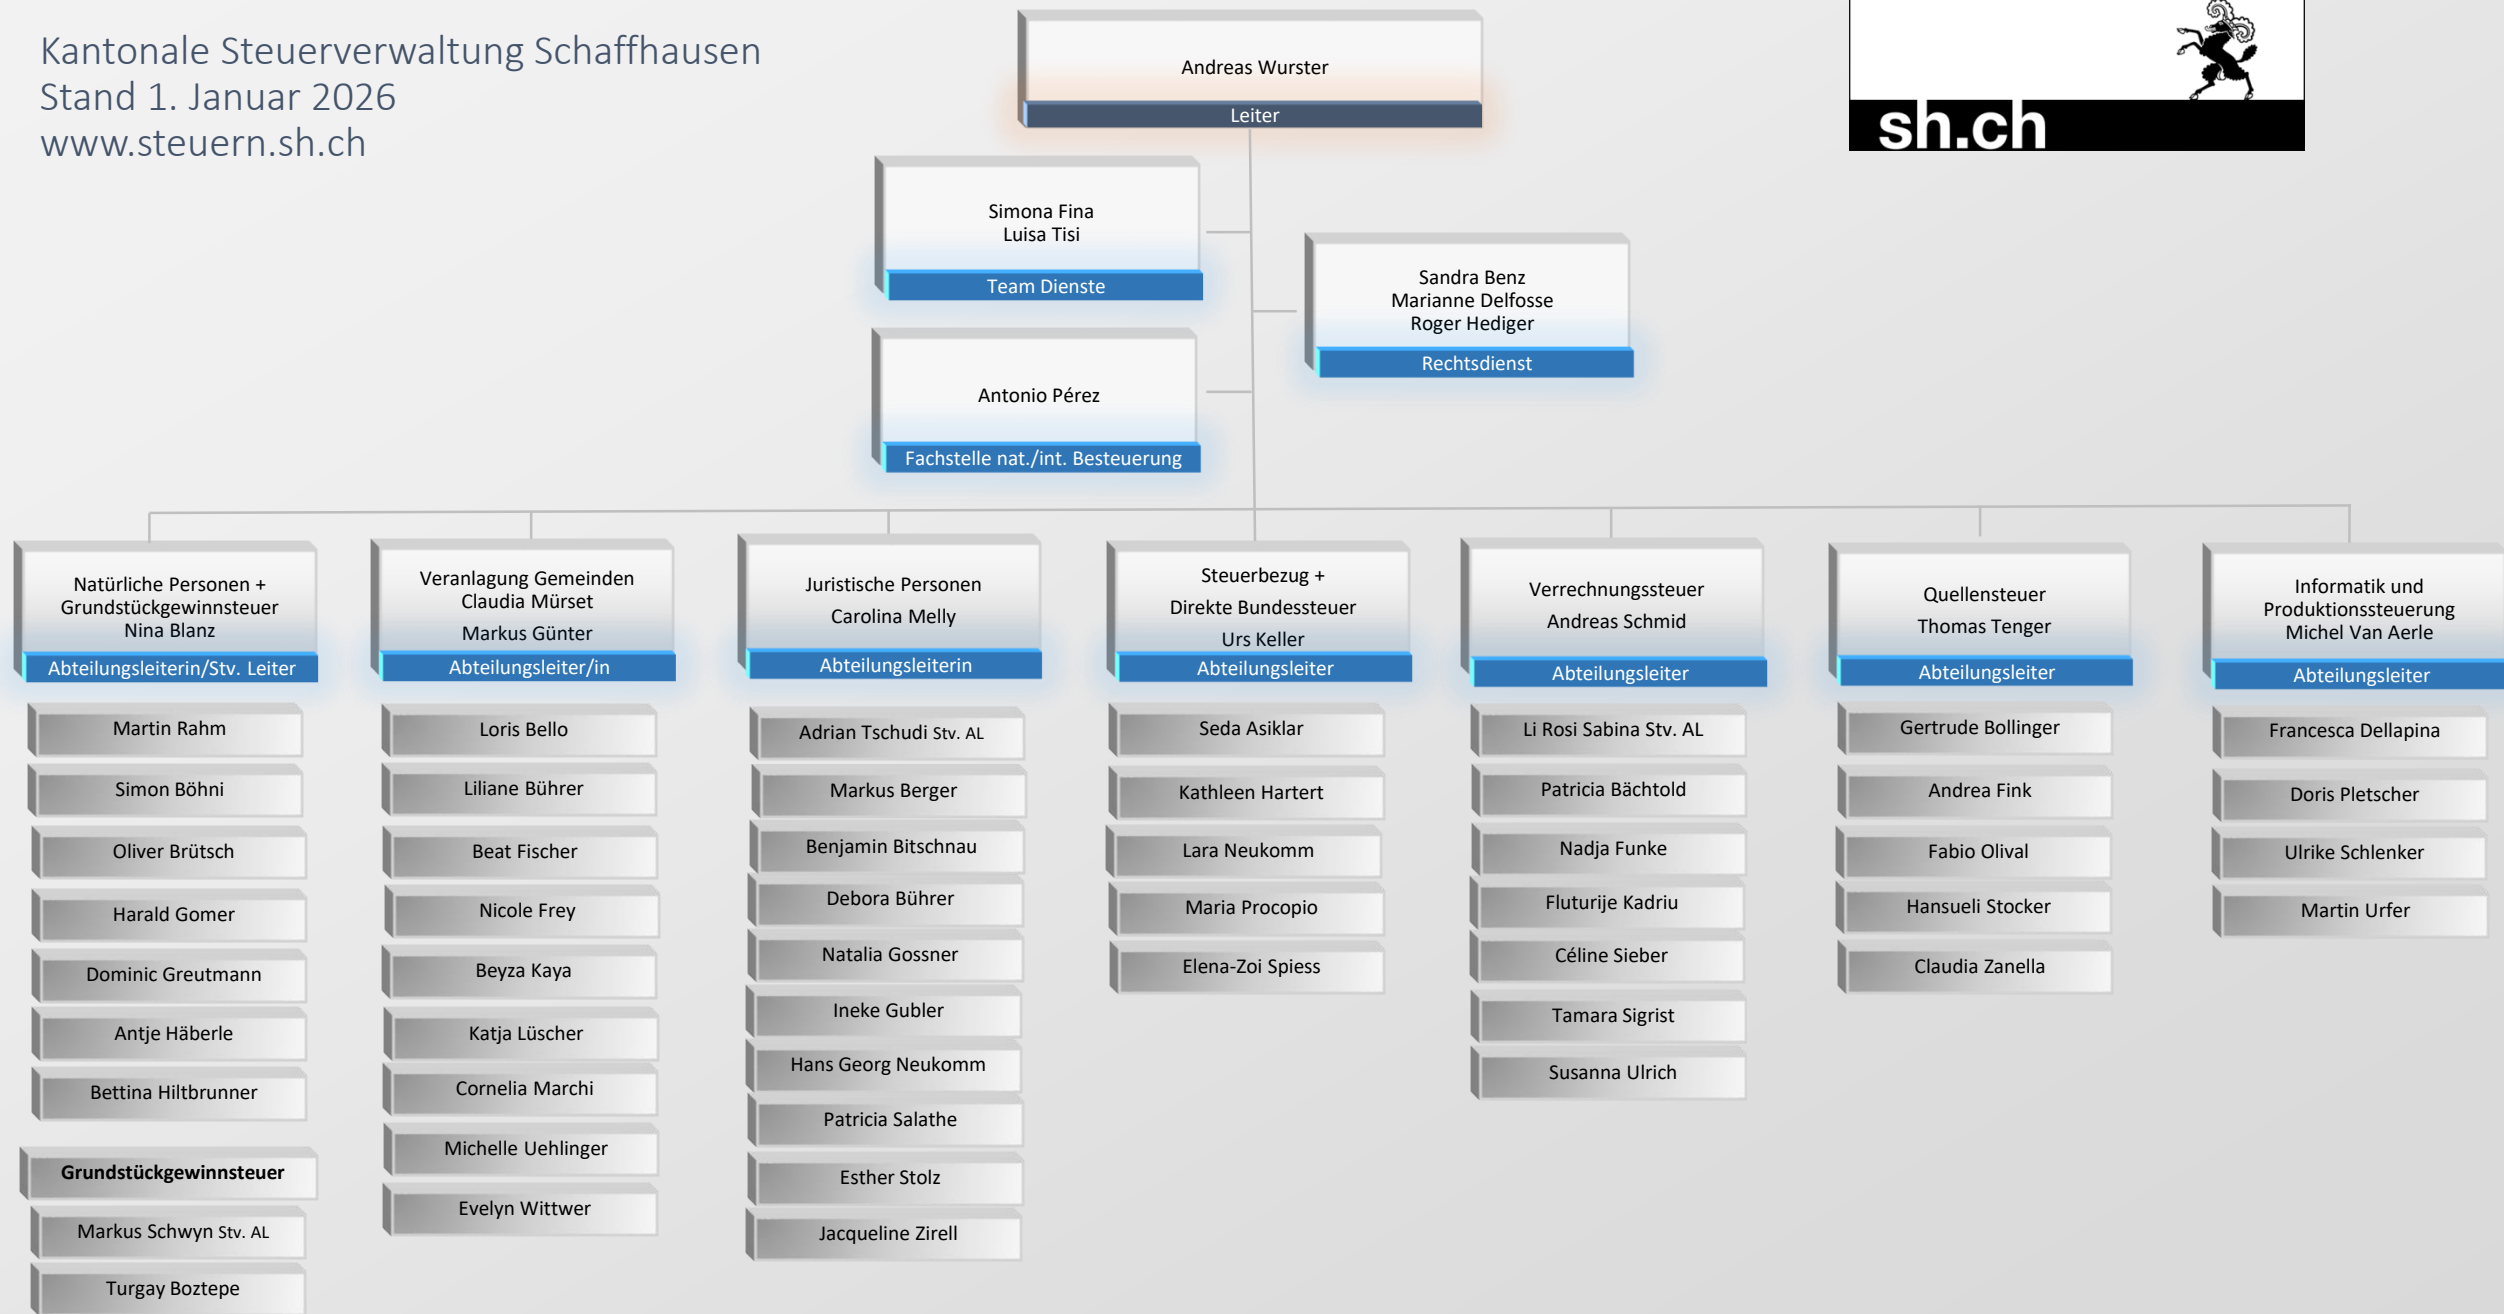 Kantonale Steuerverwaltung Schaffhausen
Stand 1. Januar 2026
www.steuern.sh.ch
sh.ch
Andreas Wurster
Leiter
Simona Fina
Luisa Tisi
Team Dienste
Sandra Benz
Marianne Delfosse
Roger Hediger
Rechtsdienst
Antonio Pérez
Fachstelle nat./int. Besteuerung
Natürliche Personen +
Grundstückgewinnsteuer
Nina Blanz
Abteilungsleiterin/Stv. Leiter
Martin Rahm
Simon Böhni
Oliver Brütsch
Harald Gomer
Dominic Greutmann
Antje Häberle
Bettina Hiltbrunner
Grundstückgewinnsteuer
Markus Schwyn Stv. AL
Turgay Boztepe
Veranlagung Gemeinden
Claudia Mürset
Markus Günter
Abteilungsleiter/in
Loris Bello
Liliane Bührer
Beat Fischer
Nicole Frey
Beyza Kaya
Katja Lüscher
Cornelia Marchi
Michelle Uehlinger
Evelyn Wittwer
Juristische Personen
Carolina Melly
Abteilungsleiterin
Adrian Tschudi Stv. AL
Markus Berger
Benjamin Bitschnau
Debora Bührer
Natalia Gossner
Ineke Gubler
Hans Georg Neukomm
Patricia Salathe
Esther Stolz
Jacqueline Zirell
Steuerbezug +
Direkte Bundessteuer
Urs Keller
Abteilungsleiter
Seda Asiklar
Kathleen Hartert
Lara Neukomm
Maria Procopio
Elena-Zoi Spiess
Verrechnungssteuer
Andreas Schmid
Abteilungsleiter
Li Rosi Sabina Stv. AL
Patricia Bächtold
Nadja Funke
Fluturije Kadriu
Céline Sieber
Tamara Sigrist
Susanna Ulrich
Quellensteuer
Thomas Tenger
Abteilungsleiter
Gertrude Bollinger
Andrea Fink
Fabio Olival
Hansueli Stocker
Claudia Zanella
Informatik und
Produktionssteuerung
Michel Van Aerle
Abteilungsleiter
Francesca Dellapina
Doris Pletscher
Ulrike Schlenker
Martin Urfer